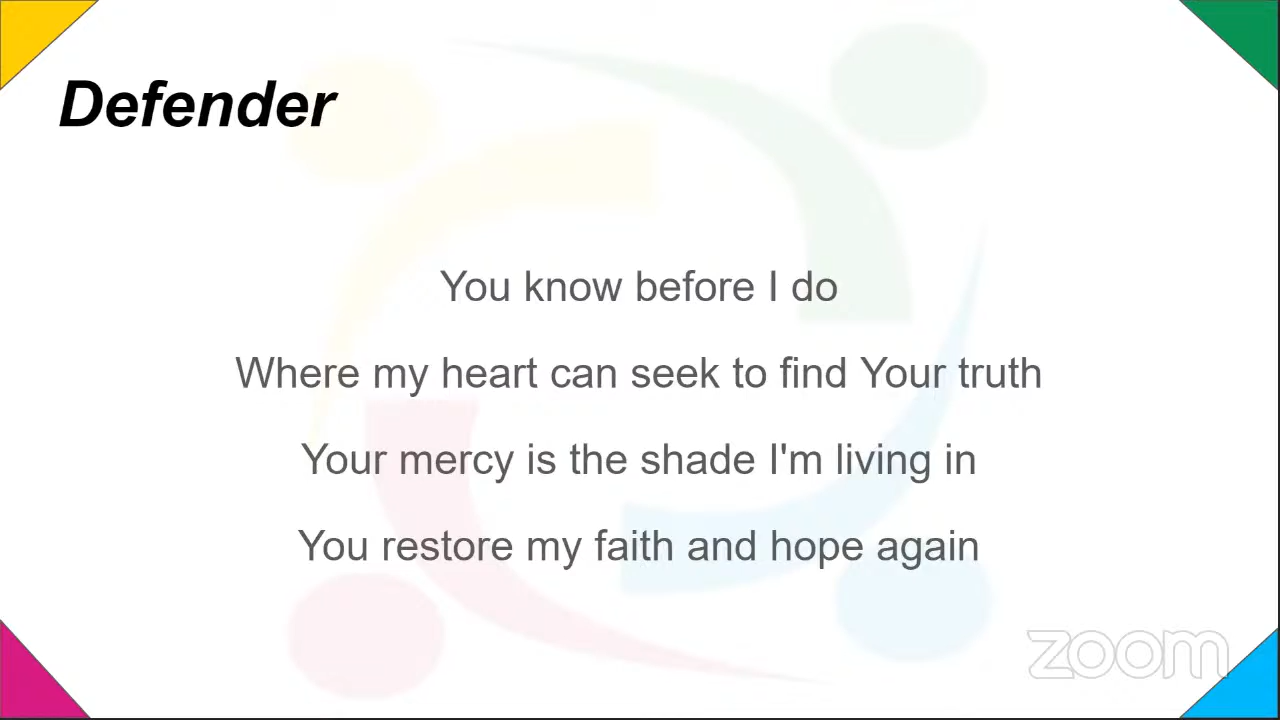 Defender
You know before I do
Where my heart can seek to find Your truth
Your mercy is the shade I'm living in
You restore my faith and hope again
zoom